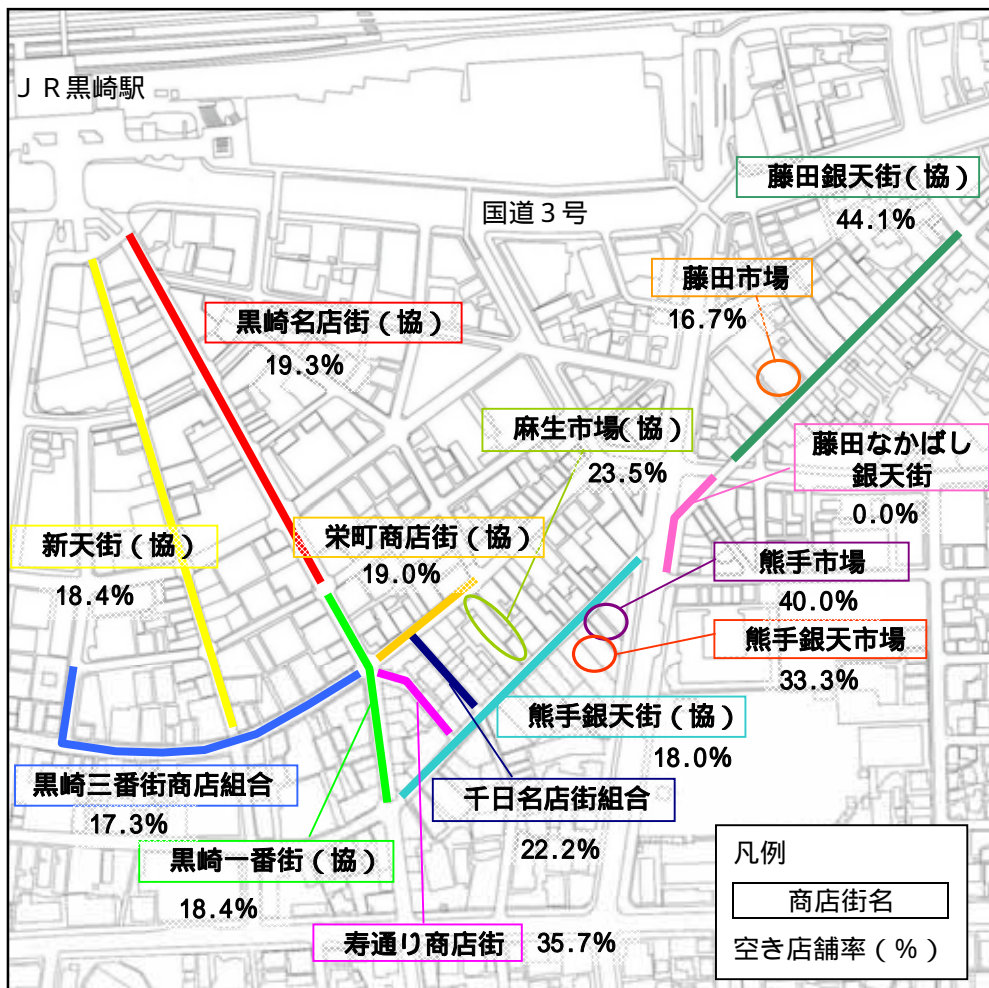 ＪＲ黒崎駅
藤田銀天街（協）
44.1%
国道３号
藤田市場
16.7%
黒崎名店街（協）
19.3%
麻生市場（協）
23.5%
藤田なかばし
銀天街
0.0%
栄町商店街（協）
19.0%
新天街（協）
18.4%
熊手市場
40.0%
熊手銀天市場
33.3%
熊手銀天街（協）
18.0%
黒崎三番街商店組合
17.3%
千日名店街組合
22.2%
黒崎一番街（協）
18.4%
寿通り商店街
35.7%
凡例
商店街名
空き店舗率（％）